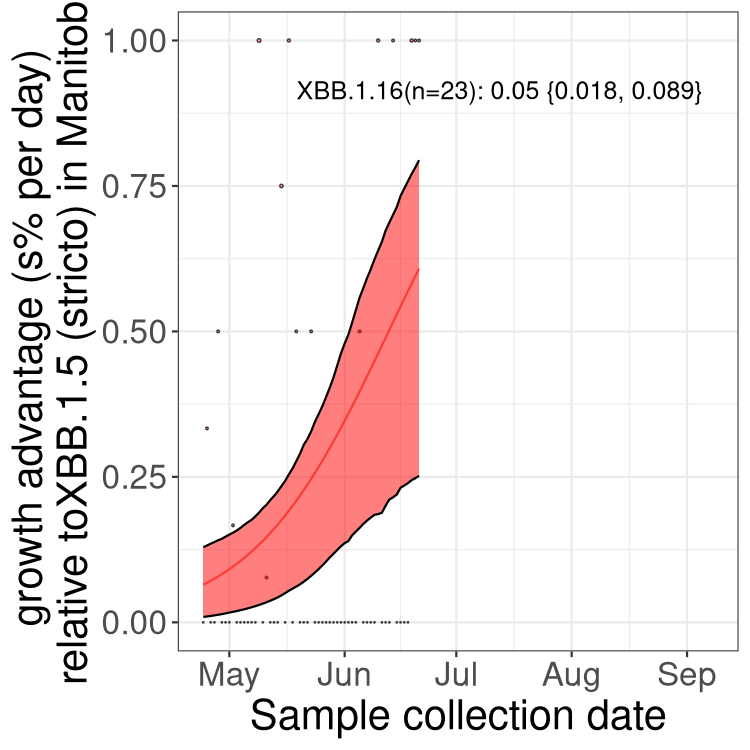 growth advantage (s% per day)
relative toXBB.1.5 (stricto) in Manitob
1.00
0.75
0.50
0.25
0.00
XBB.1.16(n=23): 0.05 {0.018, 0.089}
May Jun Jul Aug Sep
Sample collection date